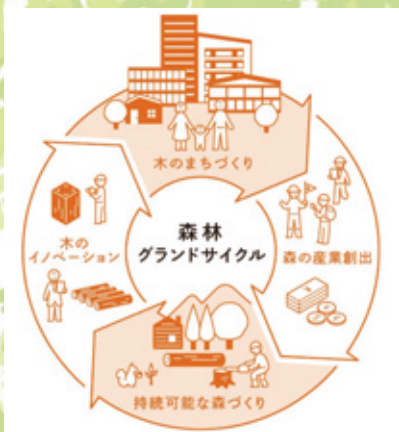 木のまちづくり
森林
グランドサイクル
木の
イノベーション
森の産業創出
持続可能な森づくり